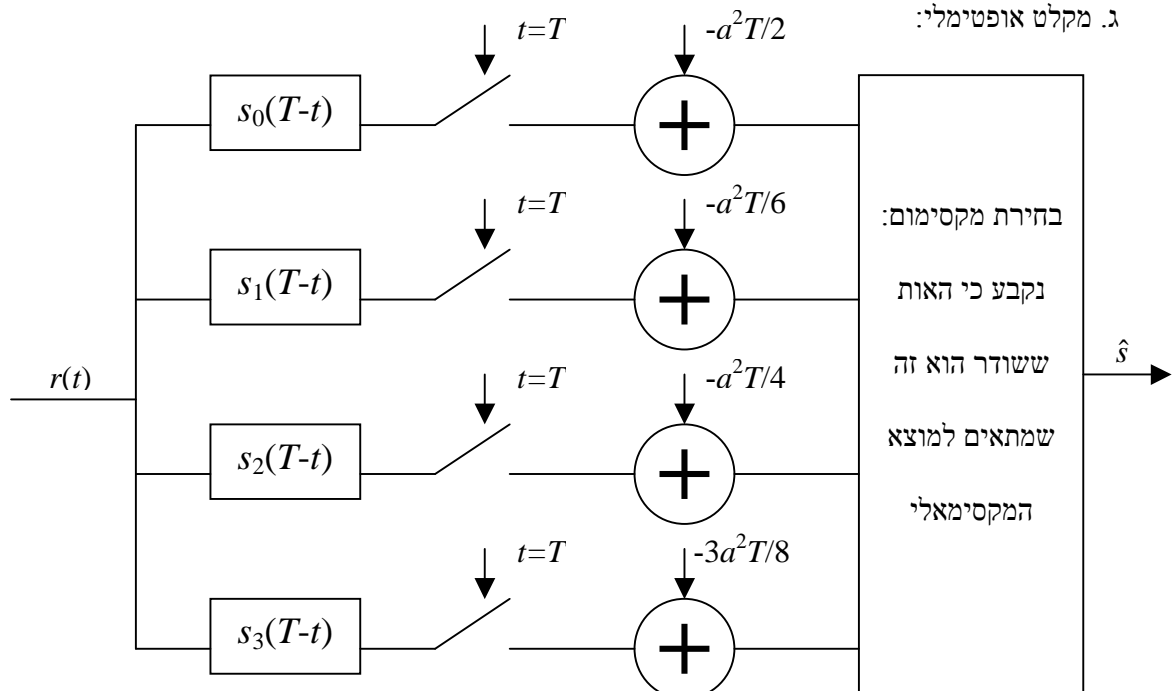 ג. מקלט אופטימלי:
t=T
-a²T/2
s₀(T-t)
t=T
-a²T/6
s₁(T-t)
r(t)
t=T
-a²T/4
s₂(T-t)
t=T
-3a²T/8
s₃(T-t)
בחירת מקסימום:
נקבע כי האות
ששודר הוא זה
שמתאים למוצא
המקסימאלי
ŝ